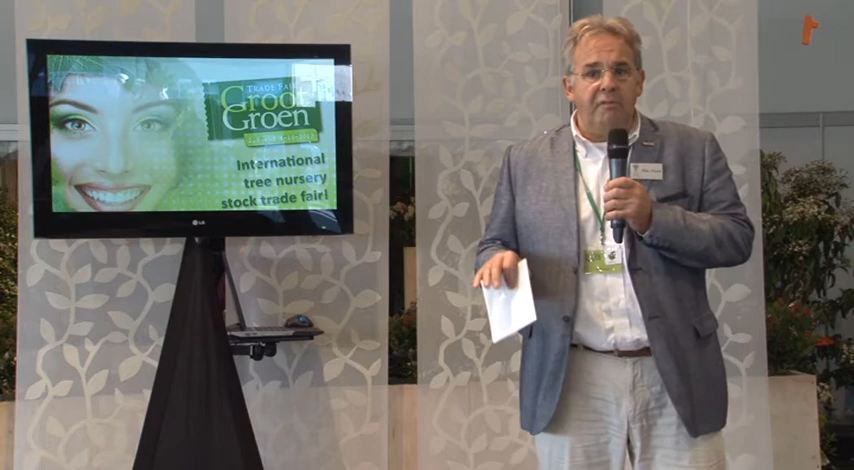 TRADE FAIR
Groot
Groen
International
tree nursery
stock trade fair!
LG